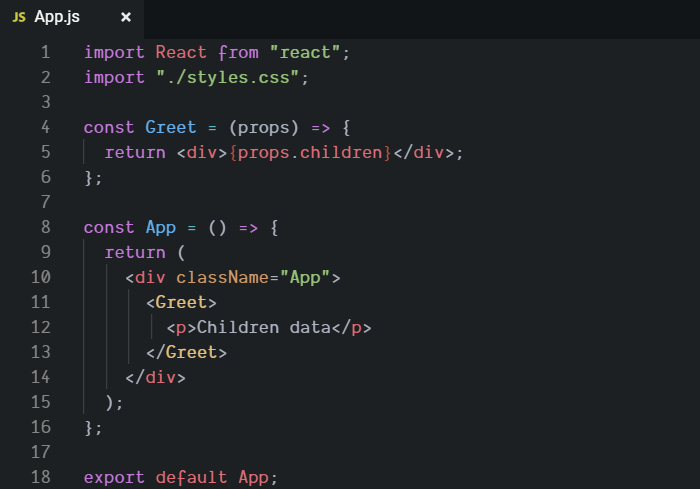 JS App.js ×
1 import React from "react";
2 import "./styles.css";
3
4 const Greet = (props) => {
5   return <div>{props.children}</div>;
6 };
7
8 const App = () => {
9   return (
10     <div className="App">
11       <Greet>
12         <p>Children data</p>
13       </Greet>
14     </div>
15   );
16 };
17
18 export default App;